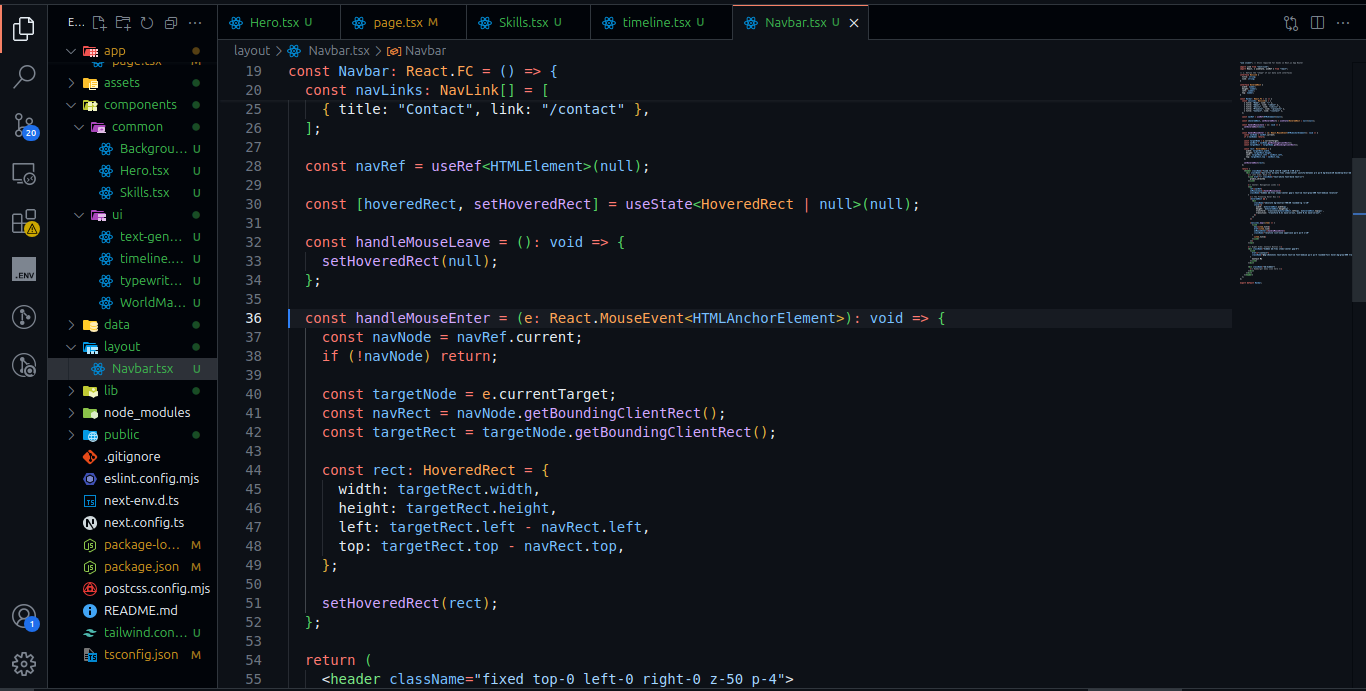 E... ...
Hero.tsx U
page.tsx M
Skills.tsx U
timeline.tsx U
Navbar.tsx U
layout > Navbar.tsx > Navbar
app
page.tsx M
assets
components
common
Backgrou... U
Hero.tsx U
Skills.tsx U
ui
text-gen... U
timeline.... U
typewrit... U
WorldMa... U
data
layout
Navbar.tsx U
lib
node_modules
public
.gitignore
eslint.config.mjs
next-env.d.ts
next.config.ts
package-lo... M
package.json M
postcss.config.mjs
README.md
tailwind.con... U
tsconfig.json M
20
.ENV
1
19 const Navbar: React.FC = () => {
20 const navLinks: NavLink[] = [
25 { title: "Contact", link: "/contact" },
26 ];
27
28 const navRef = useRef<HTMLElement>(null);
29
30 const [hoveredRect, setHoveredRect] = useState<HoveredRect | null>(null);
31
32 const handleMouseLeave = (): void => {
33 setHoveredRect(null);
34 };
35
36 const handleMouseEnter = (e: React.MouseEvent<HTMLAnchorElement>): void => {
37 const navNode = navRef.current;
38 if (!navNode) return;
39
40 const targetNode = e.currentTarget;
41 const navRect = navNode.getBoundingClientRect();
42 const targetRect = targetNode.getBoundingClientRect();
43
44 const rect: HoveredRect = {
45 width: targetRect.width,
46 height: targetRect.height,
47 left: targetRect.left - navRect.left,
48 top: targetRect.top - navRect.top,
49 };
50
51 setHoveredRect(rect);
52 };
53
54 return (
55 <header className="fixed top-0 left-0 right-0 z-50 p-4">